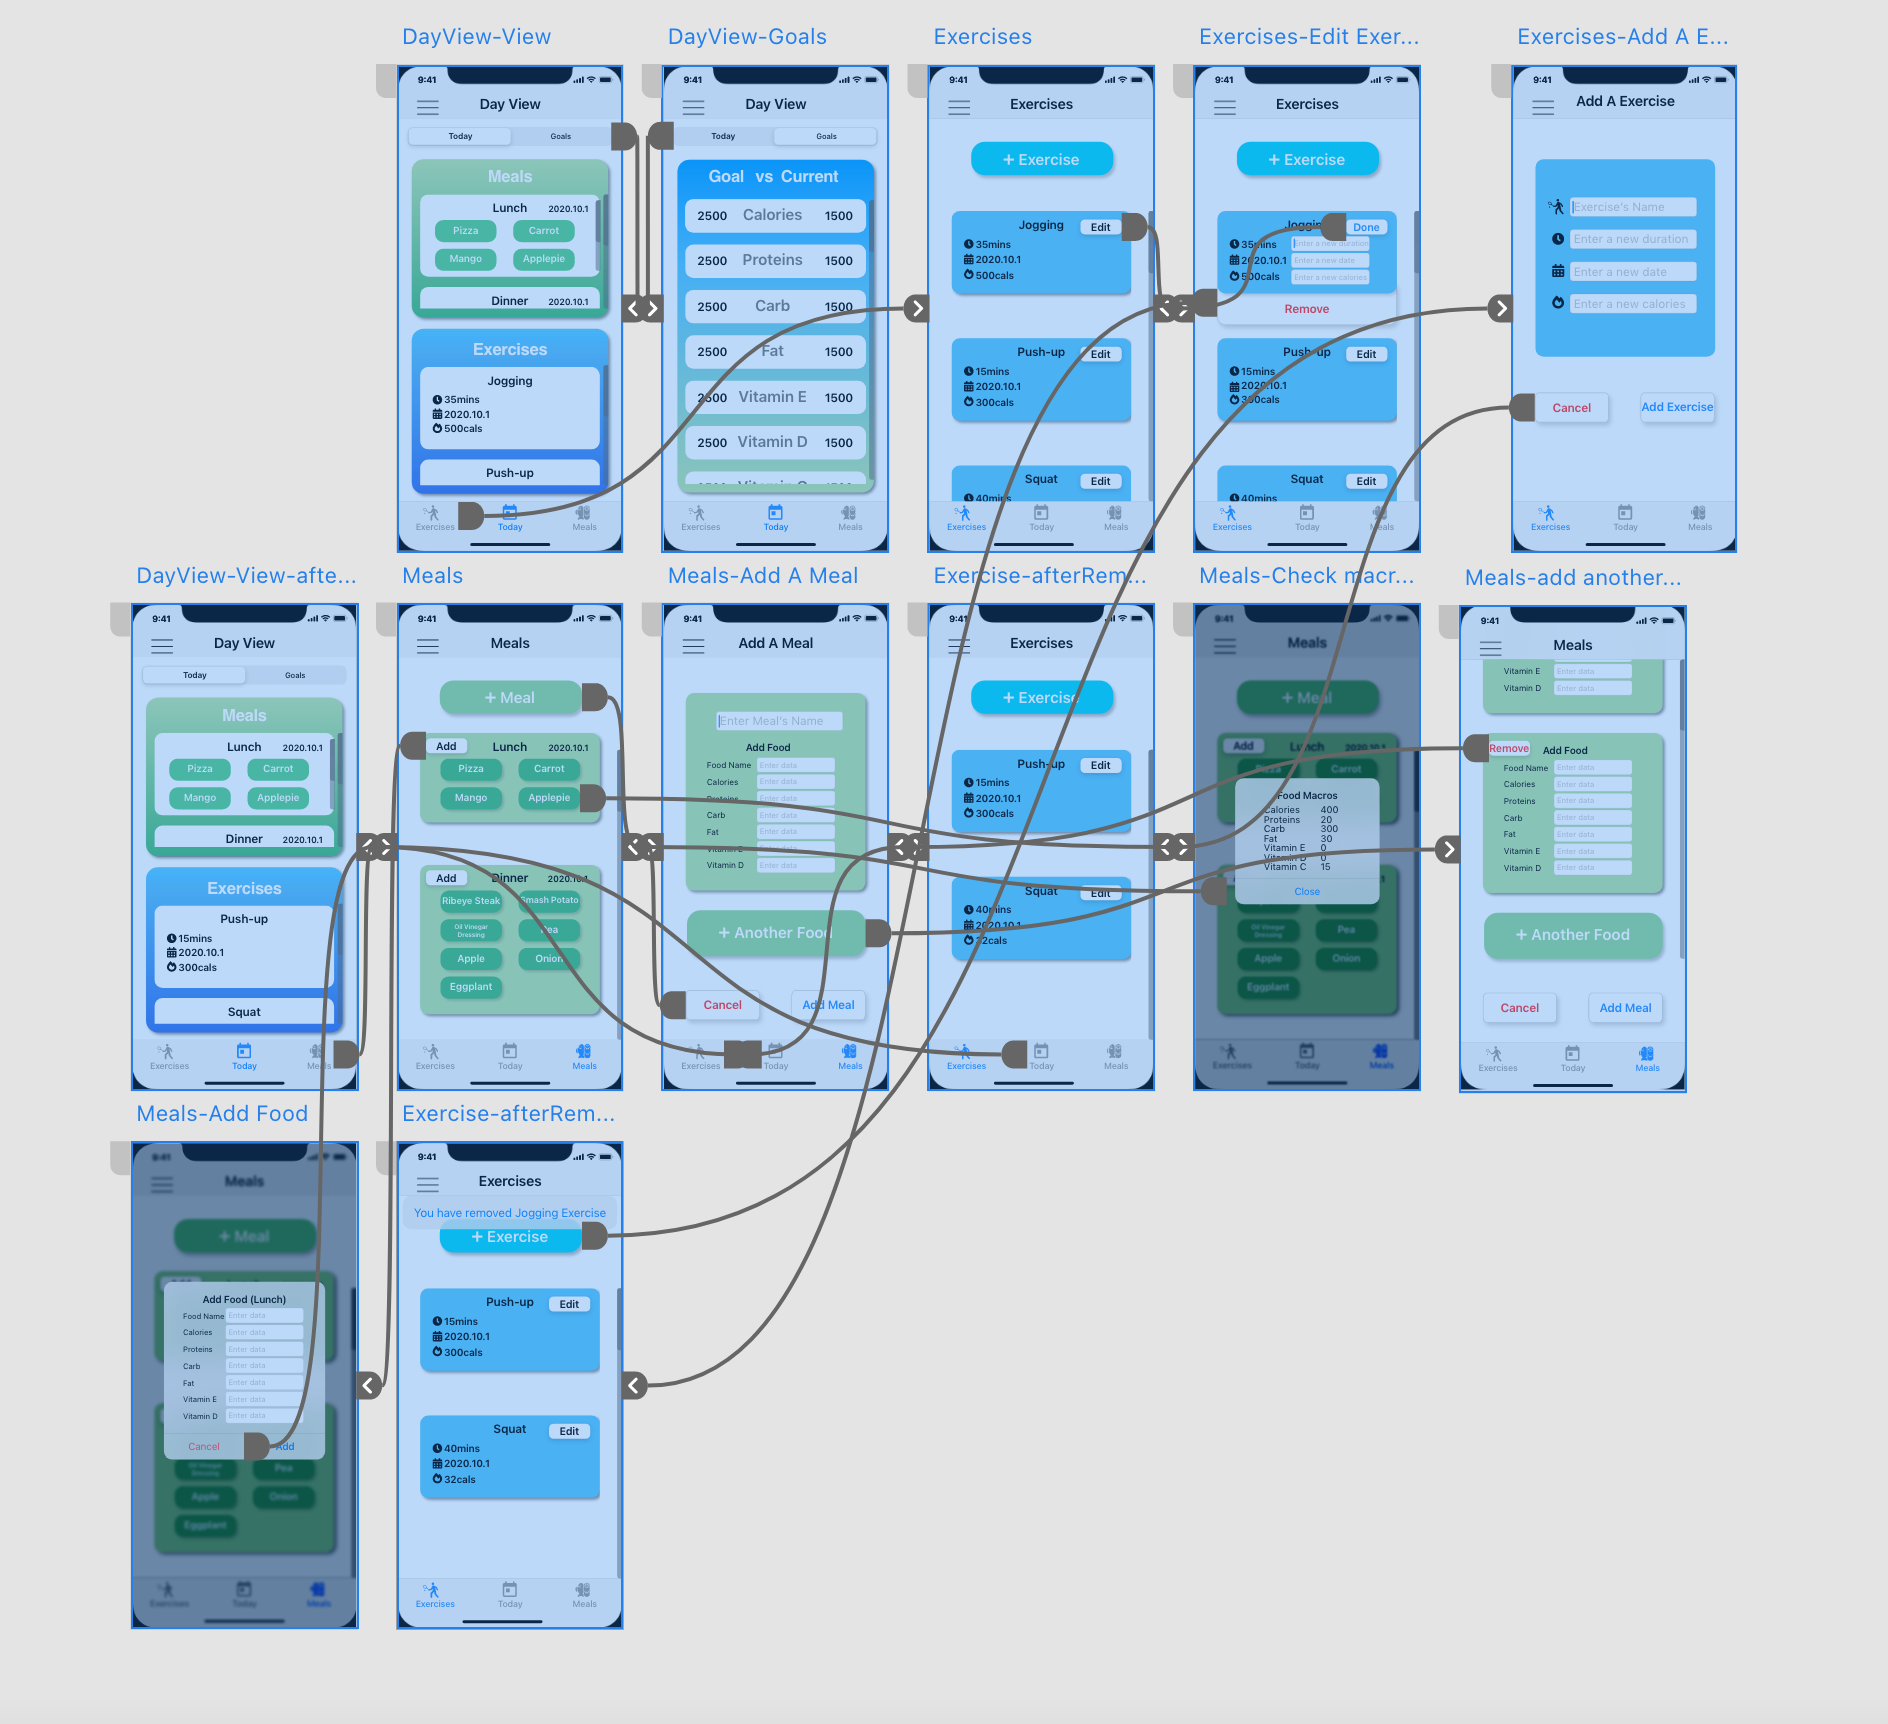 DayView-View
9:41
Day View
Today Goals
Meals
Lunch 2020.10.1
Pizza Carrot
Mango Applepie
Dinner 2020.10.1
Exercises
Jogging
35mins
2020.10.1
500cals
Push-up
Exercises Today Meals
DayView-Goals
9:41
Day View
Today Goals
Goal vs Current
2500 Calories 1500
2500 Proteins 1500
2500 Carb 1500
2500 Fat 1500
2500 Vitamin E 1500
2500 Vitamin D 1500
Exercises Today Meals
Exercises
9:41
Exercises
+ Exercise
Jogging Edit
35mins
2020.10.1
500cals
Push-up Edit
15mins
2020.10.1
300cals
Squat Edit
40mins
Exercises Today Meals
Exercises-Edit Exer...
9:41
Exercises
+ Exercise
Jogging Done
35mins Enter a new duration
2020.10.1 Enter a new date
500cals Enter a new calories
Remove
Push-up Edit
15mins
2020.10.1
300cals
Squat Edit
40mins
Exercises Today Meals
Exercises-Add A E...
9:41
Add A Exercise
Exercise's Name
Enter a new duration
Enter a new date
Enter a new calories
Cancel Add Exercise
Exercises Today Meals
DayView-View-afte...
9:41
Day View
Today Goals
Meals
Lunch 2020.10.1
Pizza Carrot
Mango Applepie
Dinner 2020.10.1
Exercises
Push-up
15mins
2020.10.1
300cals
Squat
Exercises Today Meals
Meals
9:41
Meals
+ Meal
Add Lunch 2020.10.1
Pizza Carrot
Mango Applepie
Add Dinner 2020.10.1
Ribeye Steak Smash Potato
Oil Vinegar Dressing Pea
Apple Onion
Eggplant
Exercises Today Meals
Meals-Add A Meal
9:41
Add A Meal
Enter Meal's Name
Add Food
Food Name Enter data
Calories Enter data
Proteins Enter data
Carb Enter data
Fat Enter data
Vitamin E Enter data
Vitamin D Enter data
+ Another Food
Cancel Add Meal
Exercises Today Meals
Exercise-afterRem...
9:41
Exercises
+ Exercise
Push-up Edit
15mins
2020.10.1
300cals
Squat Edit
40mins
2020.10.1
32cals
Exercises Today Meals
Meals-Check macr...
9:41
Meals
+ Meal
Add Lunch 2020.10.1
Pizza Carrot
Food Macros
Calories 400
Proteins 20
Carb 300
Fat 30
Vitamin E 0
Vitamin D 0
Vitamin C 15
Close
Oil Vinegar Dressing Pea
Apple Onion
Eggplant
Exercises Today Meals
Meals-add another...
9:41
Meals
Vitamin E Enter data
Vitamin D Enter data
Remove Add Food
Food Name Enter data
Calories Enter data
Proteins Enter data
Carb Enter data
Fat Enter data
Vitamin E Enter data
Vitamin D Enter data
+ Another Food
Cancel Add Meal
Exercises Today Meals
Meals-Add Food
9:41
Meals
+ Meal
Add Food (Lunch)
Food Name Enter data
Calories Enter data
Proteins Enter data
Carb Enter data
Fat Enter data
Vitamin E Enter data
Vitamin D Enter data
Cancel Add
Oil Vinegar Dressing Pea
Apple Onion
Eggplant
Exercises Today Meals
Exercise-afterRem...
9:41
Exercises
You have removed Jogging Exercise
+ Exercise
Push-up Edit
15mins
2020.10.1
300cals
Squat Edit
40mins
2020.10.1
32cals
Exercises Today Meals